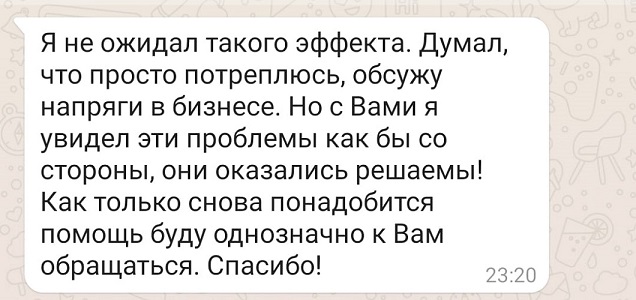 Я не ожидал такого эффекта. Думал,
что просто потреплюсь, обсужу
напряги в бизнесе. Но с Вами я
увидел эти проблемы как бы со
стороны, они оказались решаемы!
Как только снова понадобится
помощь буду однозначно к Вам
обращаться. Спасибо!
23:20